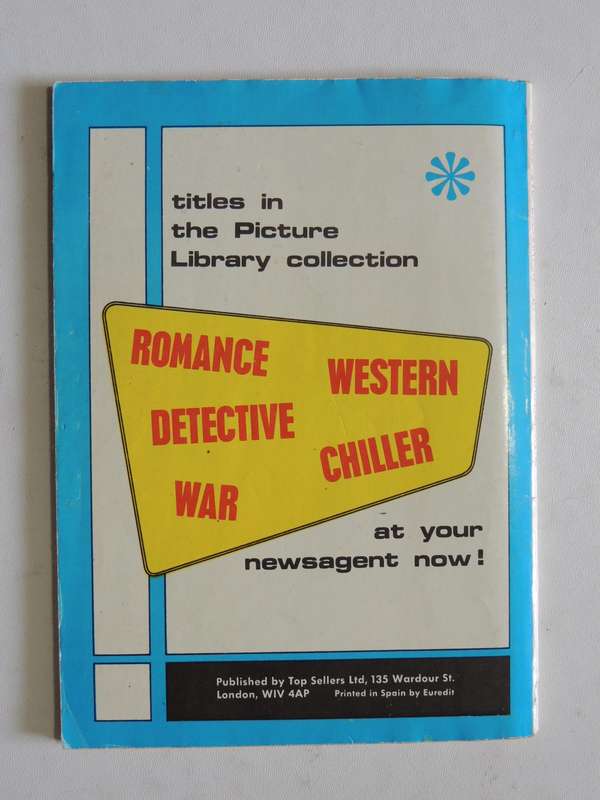 titles in
the Picture
Library collection
ROMANCE
WESTERN
DETECTIVE
CHILLER
WAR
at your
newsagent now!
Published by Top Sellers Ltd, 135 Wardour St.
London, WIV 4AP Printed in Spain by Euredit